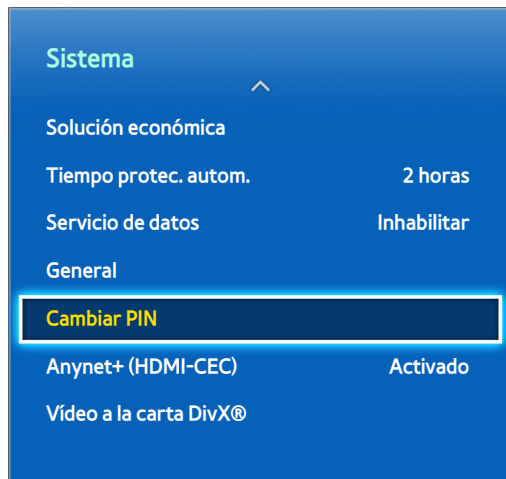 Sistema
Solución económica
Tiempo protec. autom. 2 horas
Servicio de datos Inhabilitar
General
Cambiar PIN
Anynet+ (HDMI-CEC) Activado
Vídeo a la carta DivX®